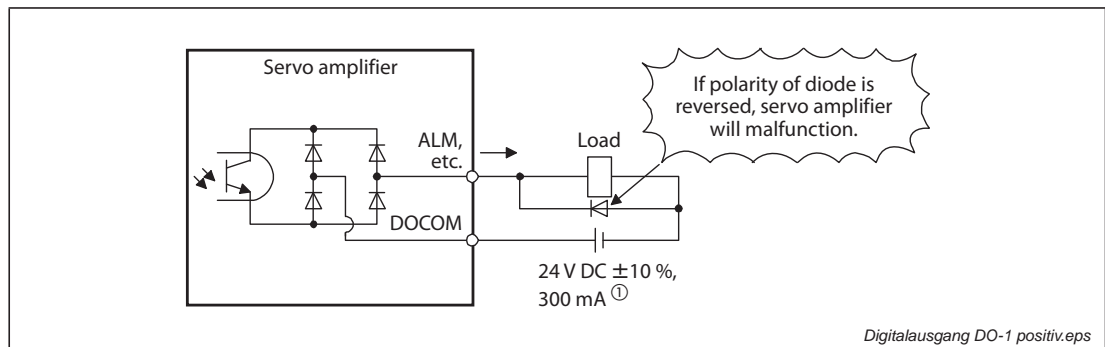 Servo amplifier
If polarity of diode is
reversed, servo amplifier
will malfunction.
ALM,
etc.
Load
DOCOM
24 V DC ±10 %,
300 mA ①
Digitalausgang DO-1 positiv.eps